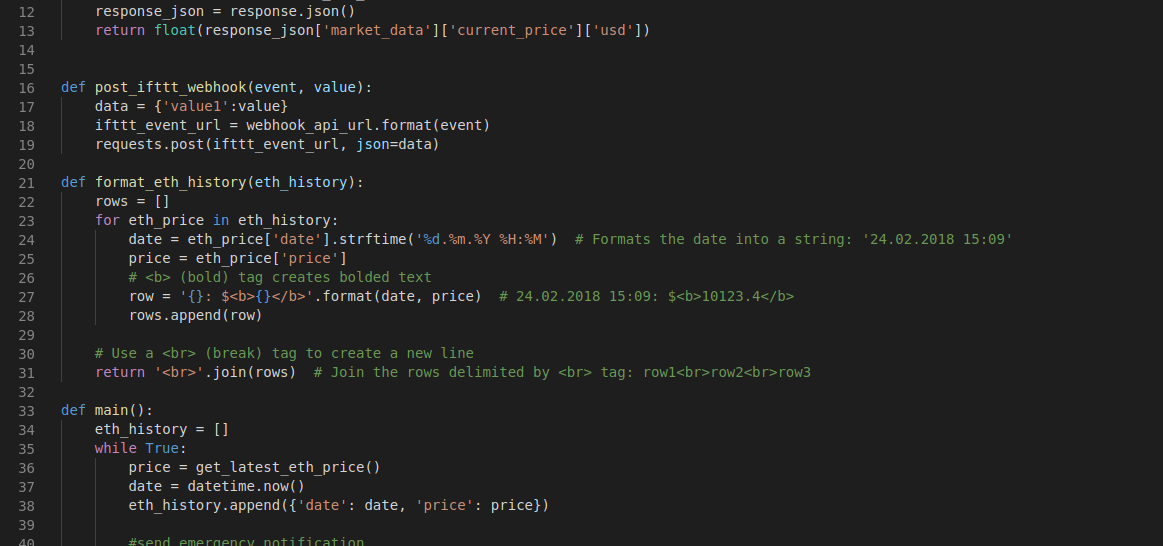 12 response_json = response.json()
13 return float(response_json['market_data']['current_price']['usd'])
14
15
16 def post_ifttt_webhook(event, value):
17 data = {'value1':value}
18 ifttt_event_url = webhook_api_url.format(event)
19 requests.post(ifttt_event_url, json=data)
20
21 def format_eth_history(eth_history):
22 rows = []
23 for eth_price in eth_history:
24 date = eth_price['date'].strftime('%d.%m.%Y %H:%M')  # Formats the date into a string: '24.02.2018 15:09'
25 price = eth_price['price']
26 # <b> (bold) tag creates bolded text
27 row = '{}: $<b>{}</b>'.format(date, price)  # 24.02.2018 15:09: $<b>10123.4</b>
28 rows.append(row)
29
30 # Use a <br> (break) tag to create a new line
31 return '<br>'.join(rows)  # Join the rows delimited by <br> tag: row1<br>row2<br>row3
32
33 def main():
34 eth_history = []
35 while True:
36 price = get_latest_eth_price()
37 date = datetime.now()
38 eth_history.append({'date': date, 'price': price})
39
40 #send emergency notification